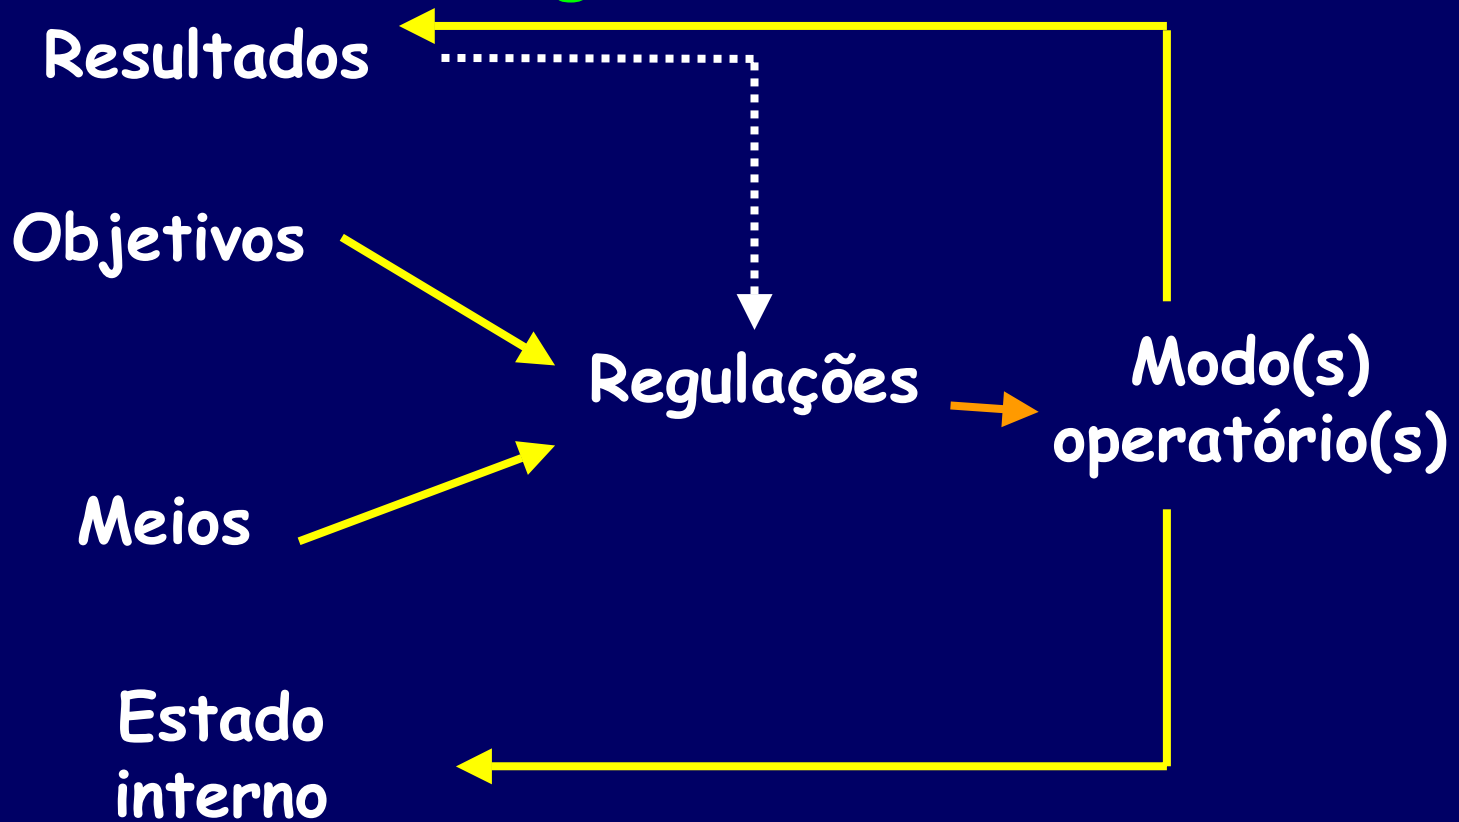 Resultados
Objetivos
Regulações
Modo(s)
operatório(s)
Meios
Estado
interno